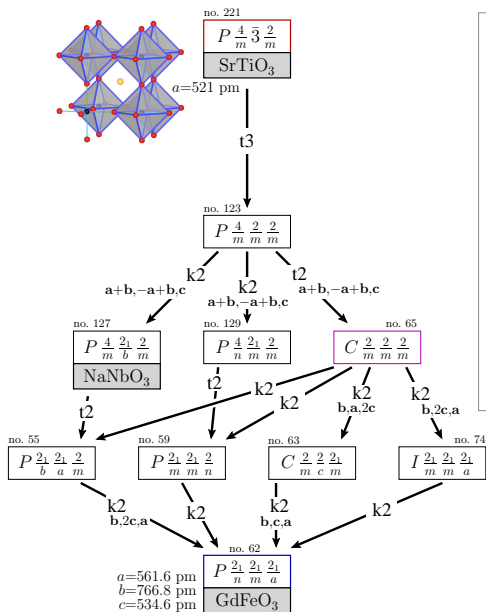 no. 221
P 4/m 3̄ 2/m
SrTiO₃
a=521 pm
t3
no. 123
P 4/m 2/m 2/m
k2 k2 t2
a+b,−a+b,c a+b,−a+b,c a+b,−a+b,c
no. 127 no. 129 no. 65
P 4/m 2₁/b 2/m P 4/n 2₁/m 2/m C 2/m 2/m 2/m
NaNbO₃
t2 t2 k2 k2 k2 k2
b,a,2c b,2c,a
no. 55 no. 59 no. 63 no. 74
P 2₁/b 2₁/a 2/m P 2₁/m 2₁/m 2/n C 2/m 2/c 2₁/m I 2₁/m 2₁/m 2₁/a
k2 k2 k2 k2
b,2c,a b,c,a
no. 62
P 2₁/n 2₁/m 2₁/a
GdFeO₃
a=561.6 pm
b=766.8 pm
c=534.6 pm